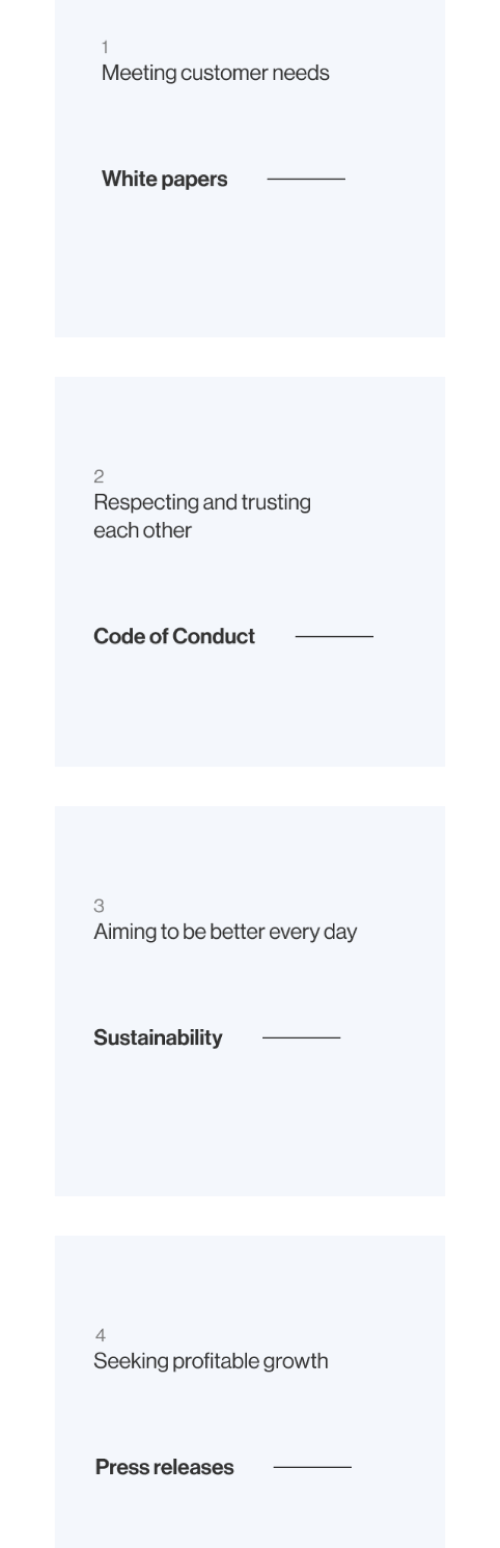 1
Meeting customer needs
White papers
2
Respecting and trusting
each other
Code of Conduct
3
Aiming to be better every day
Sustainability
4
Seeking profitable growth
Press releases